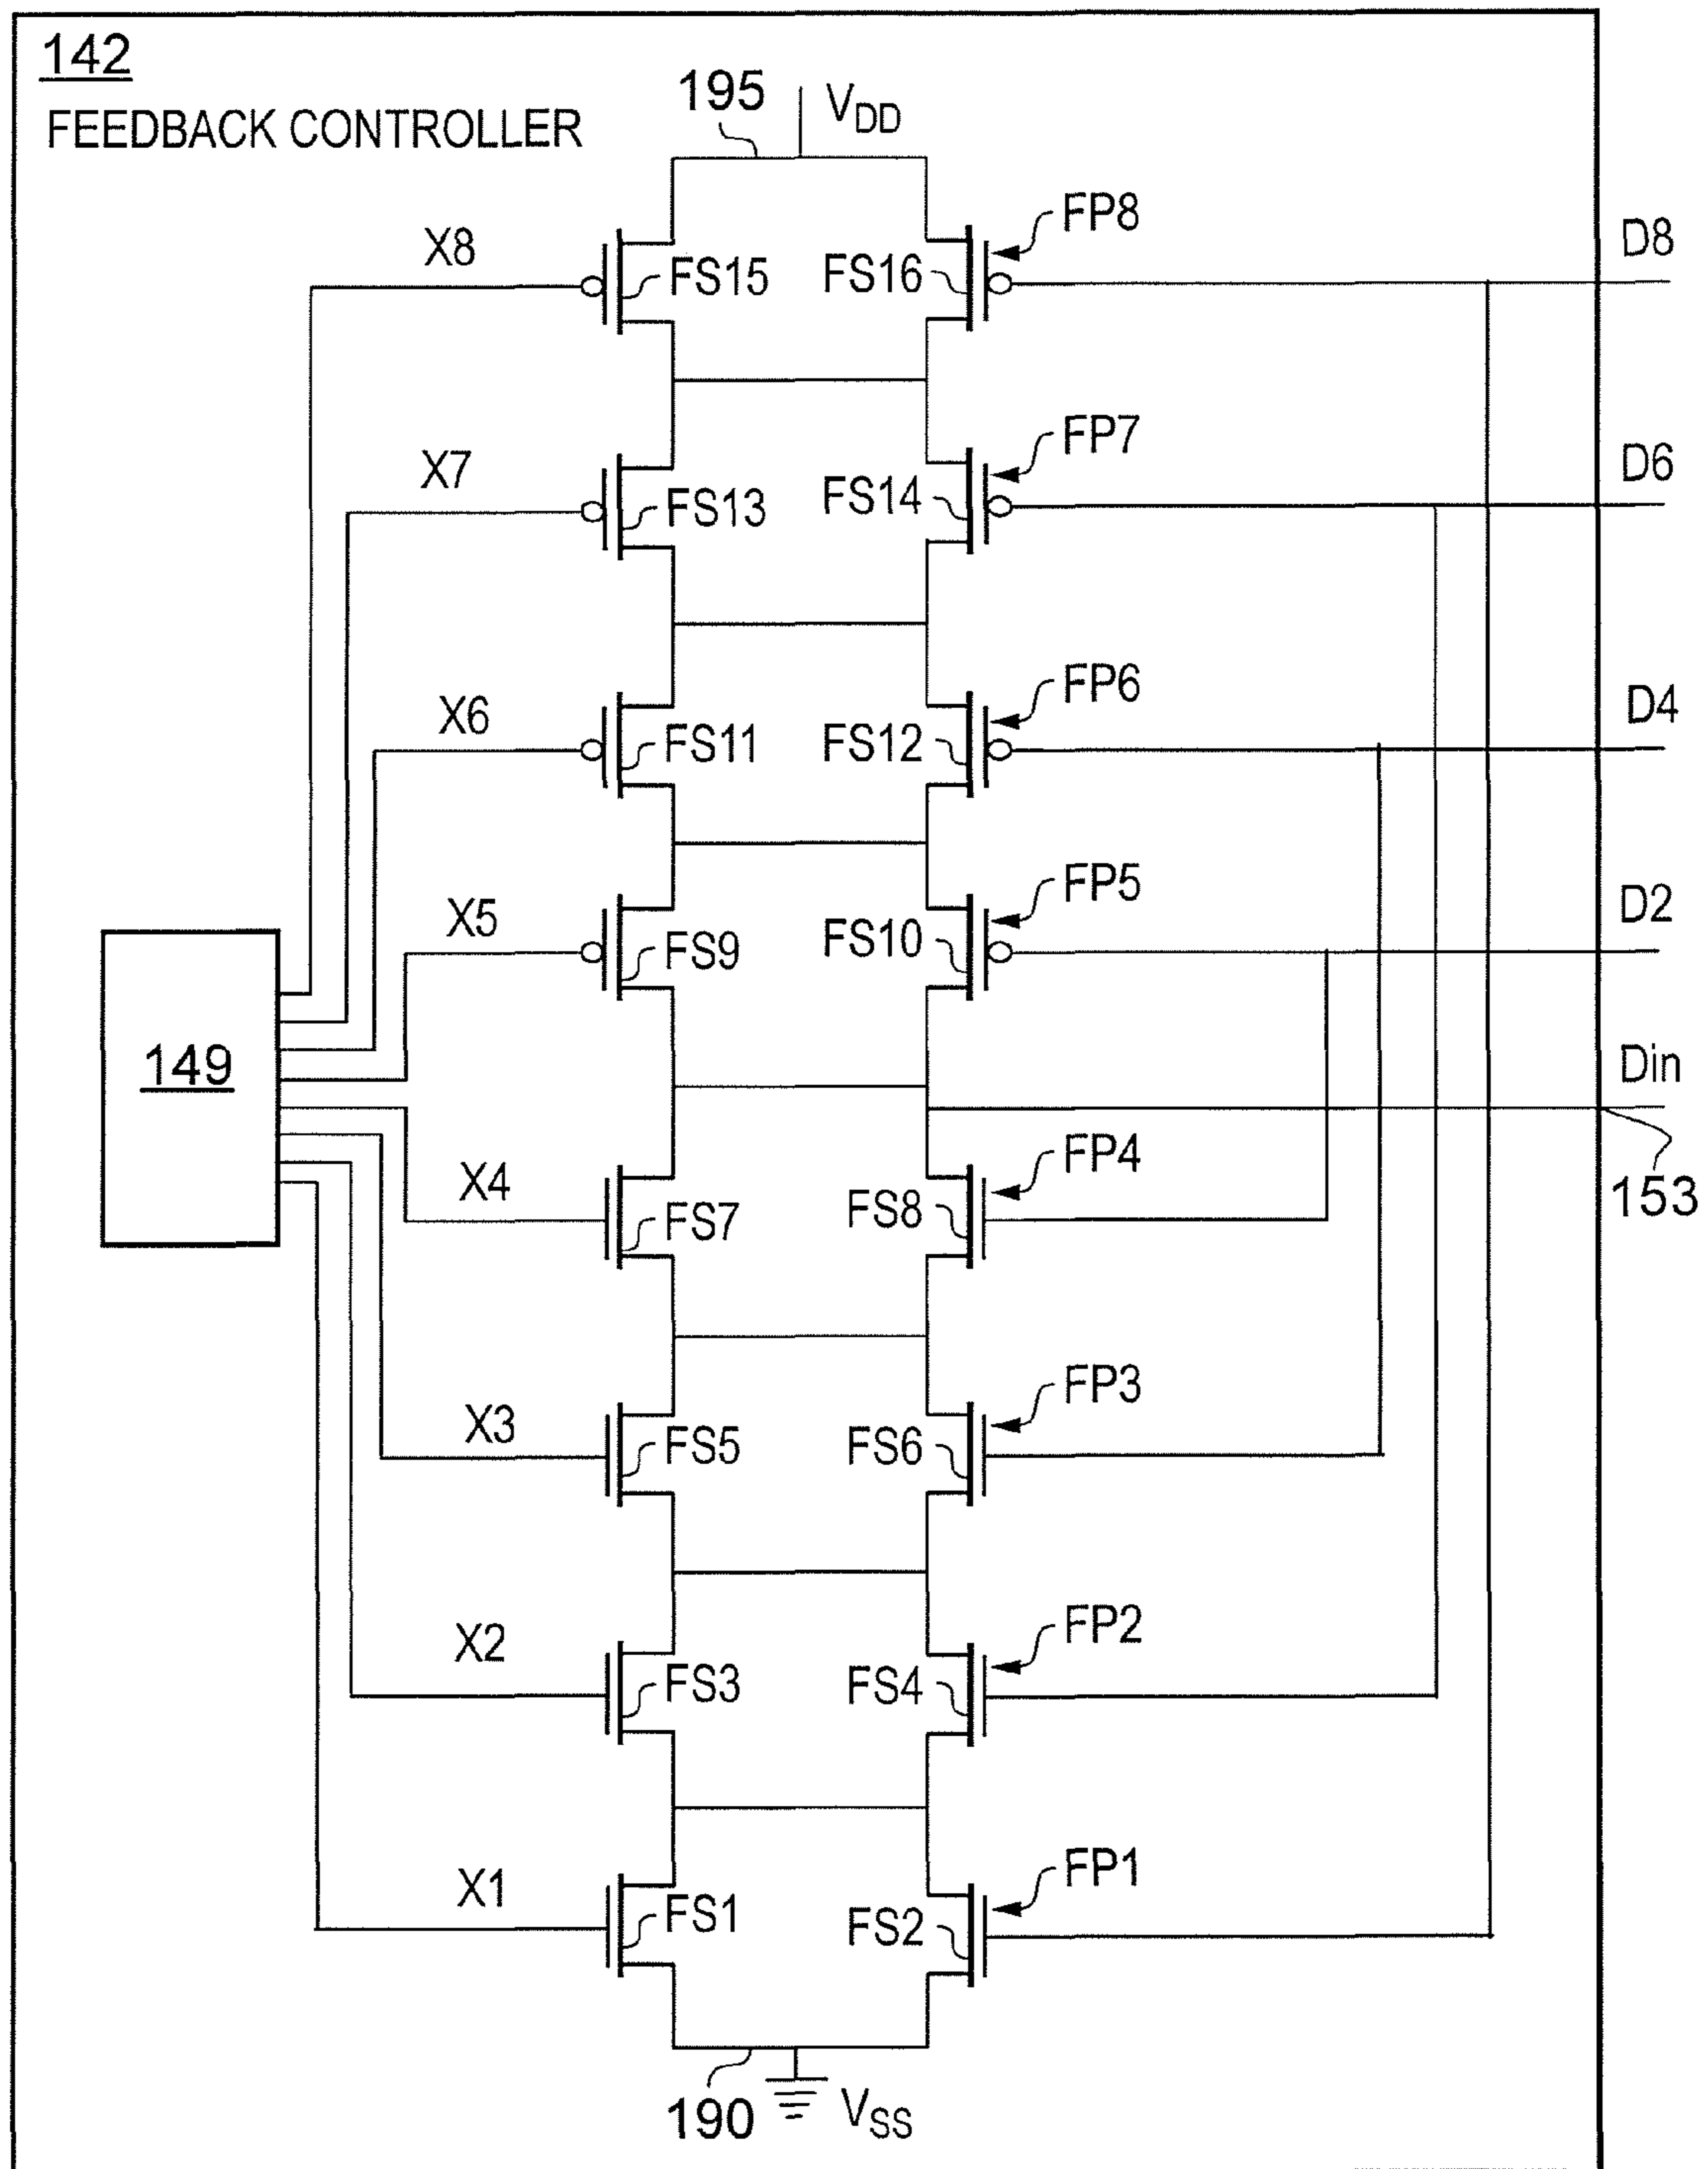 142
FEEDBACK CONTROLLER
195
VDD
X8
FS15
FS16
FP8
D8
X7
FS13
FS14
FP7
D6
X6
FS11
FS12
FP6
D4
X5
FS9
FS10
FP5
D2
149
Din
153
X4
FS7
FS8
FP4
X3
FS5
FS6
FP3
X2
FS3
FS4
FP2
X1
FS1
FS2
FP1
190
VSS